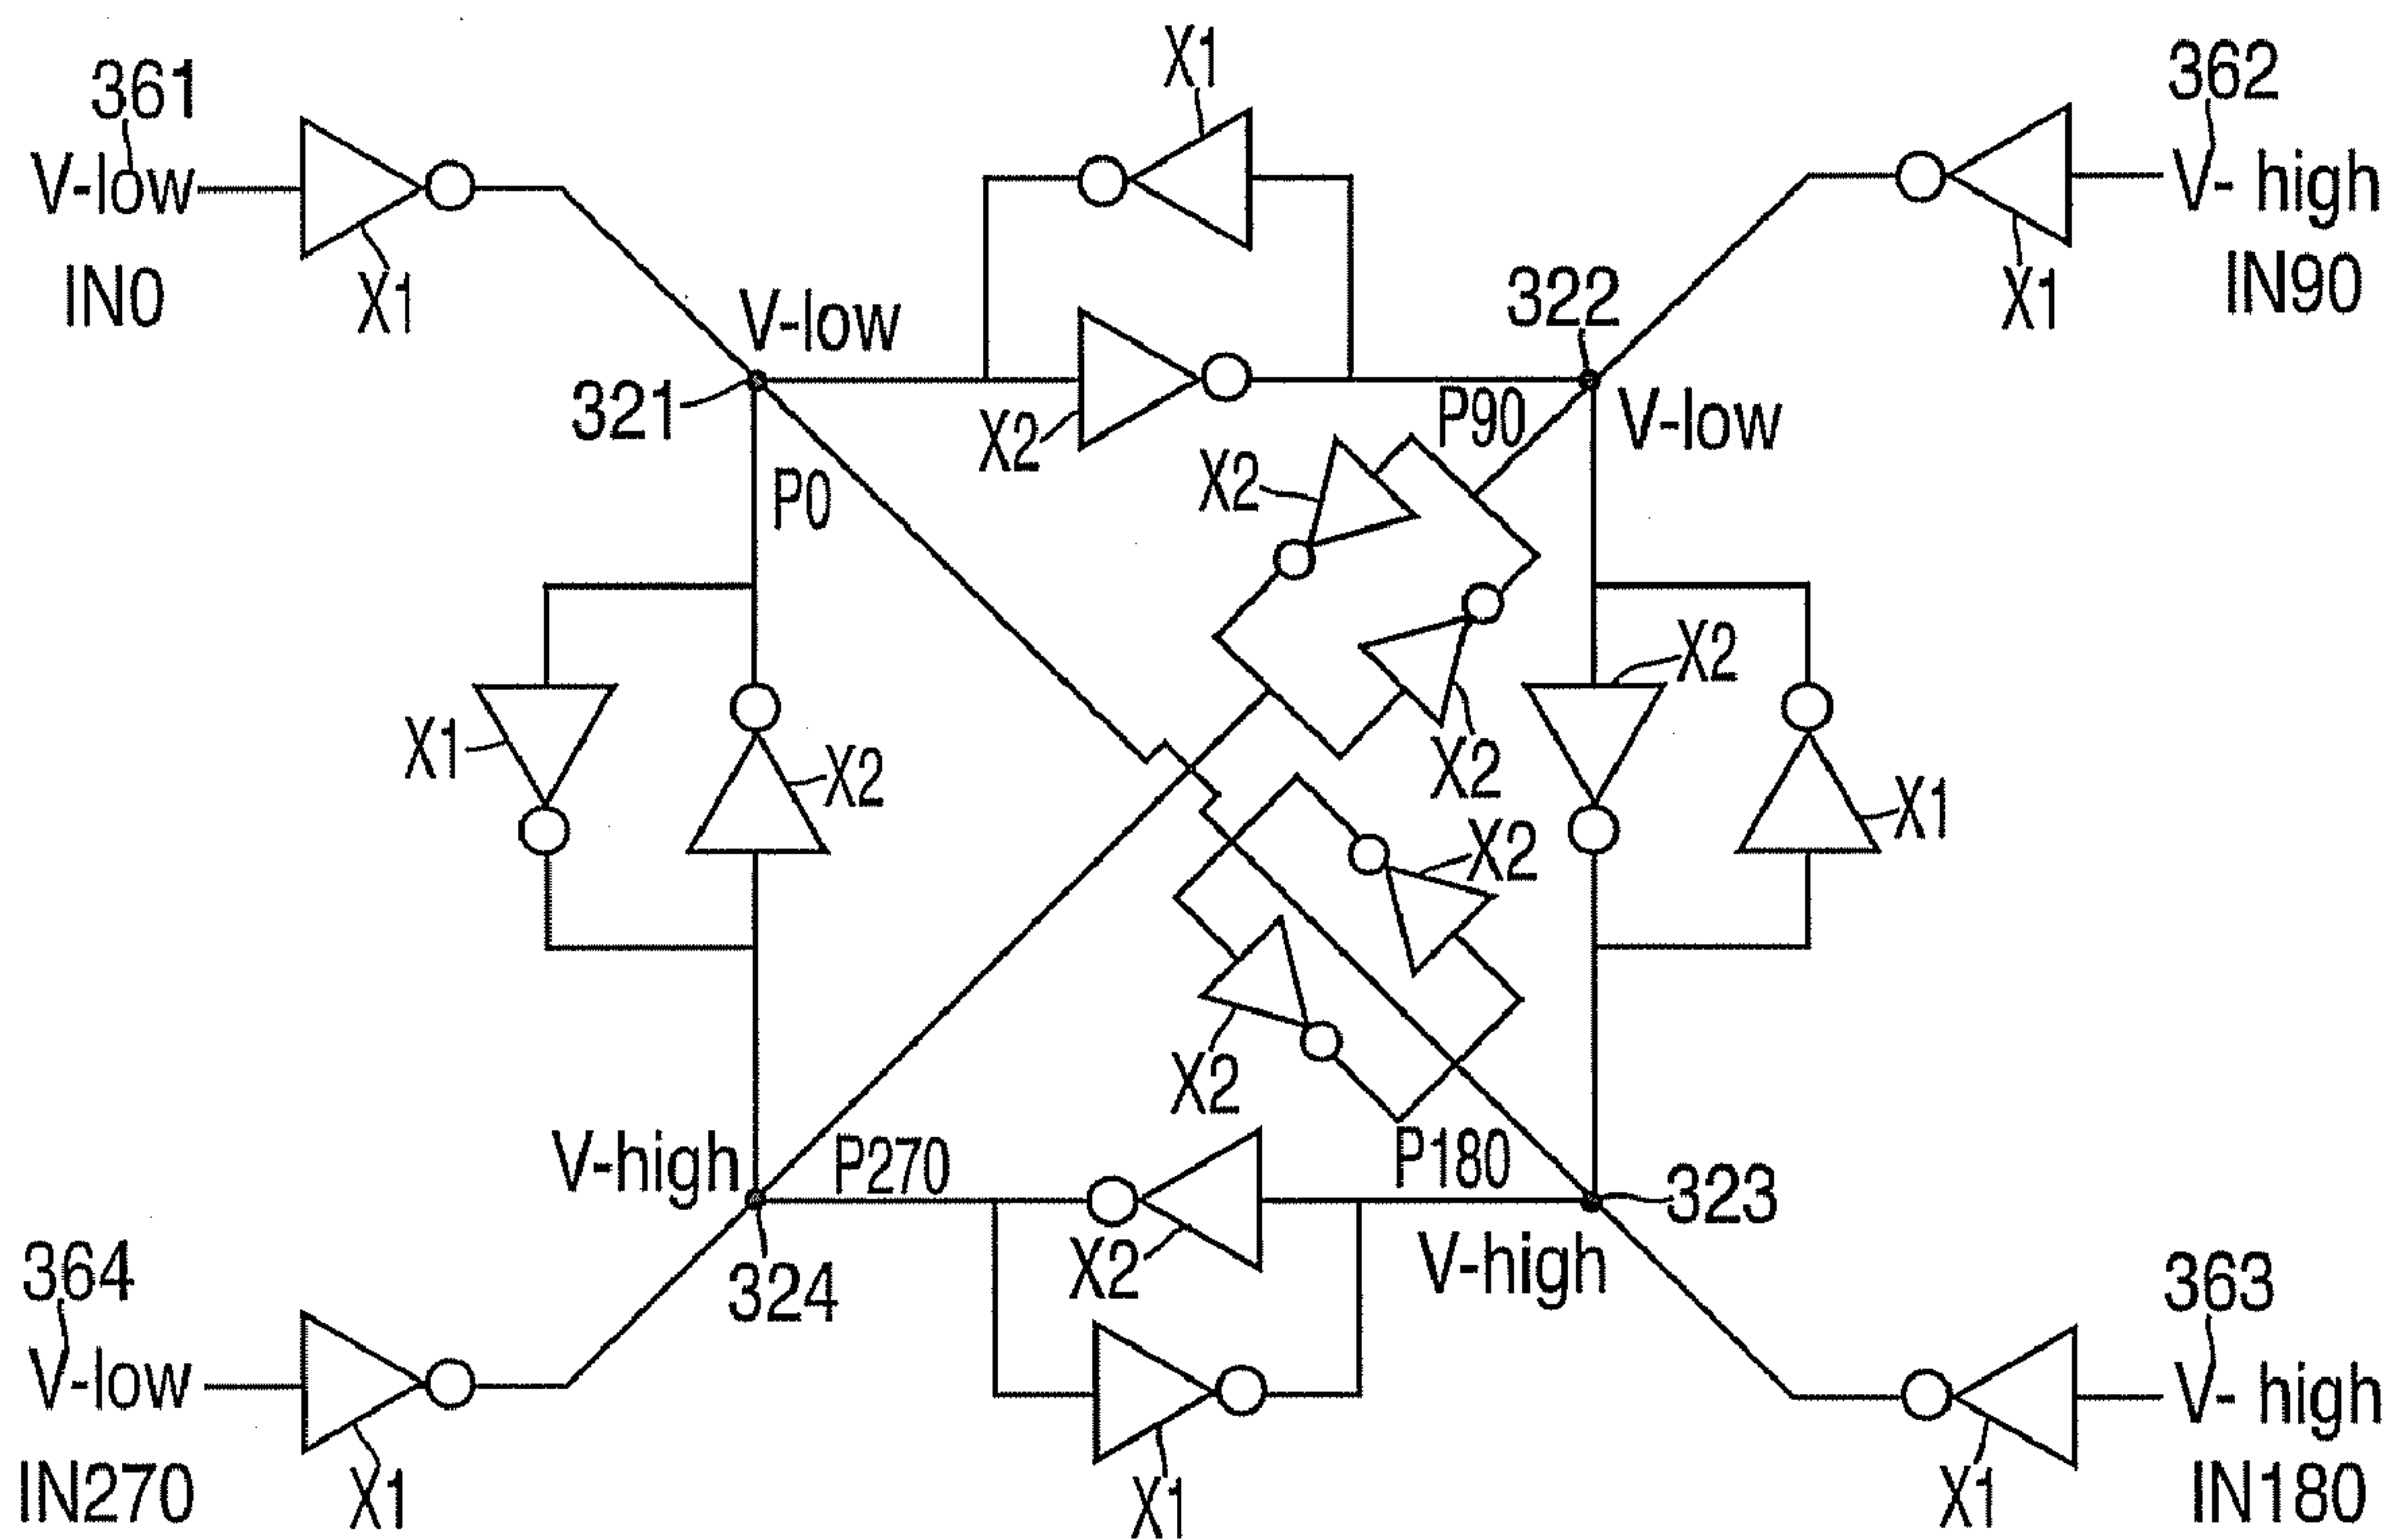 X1
361
362
V-low
V- high
IN0
X1
X1
IN90
V-low
322
321
X2
P90
V-low
X2
P0
X2
X1
X2
X2
X1
X2
X2
P270
P180
V-high
323
X2
V-high
364
324
363
V-low
V- high
IN270
X1
X1
X1
IN180